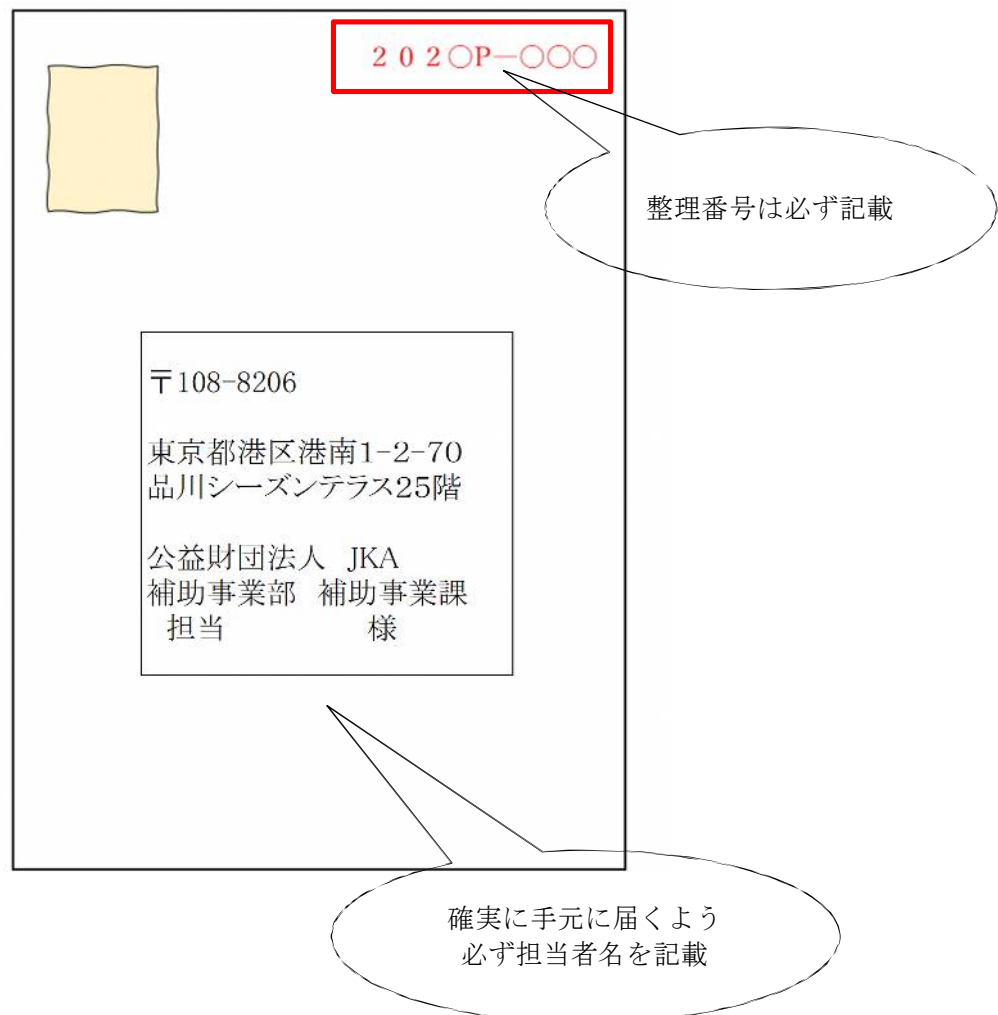 202○P―○○○
整理番号は必ず記載
〒108-8206
東京都港区港南1-2-70
品川シーズンテラス25階
公益財団法人 JKA
補助事業部 補助事業課
担当 様
確実に手元に届くよう
必ず担当者名を記載